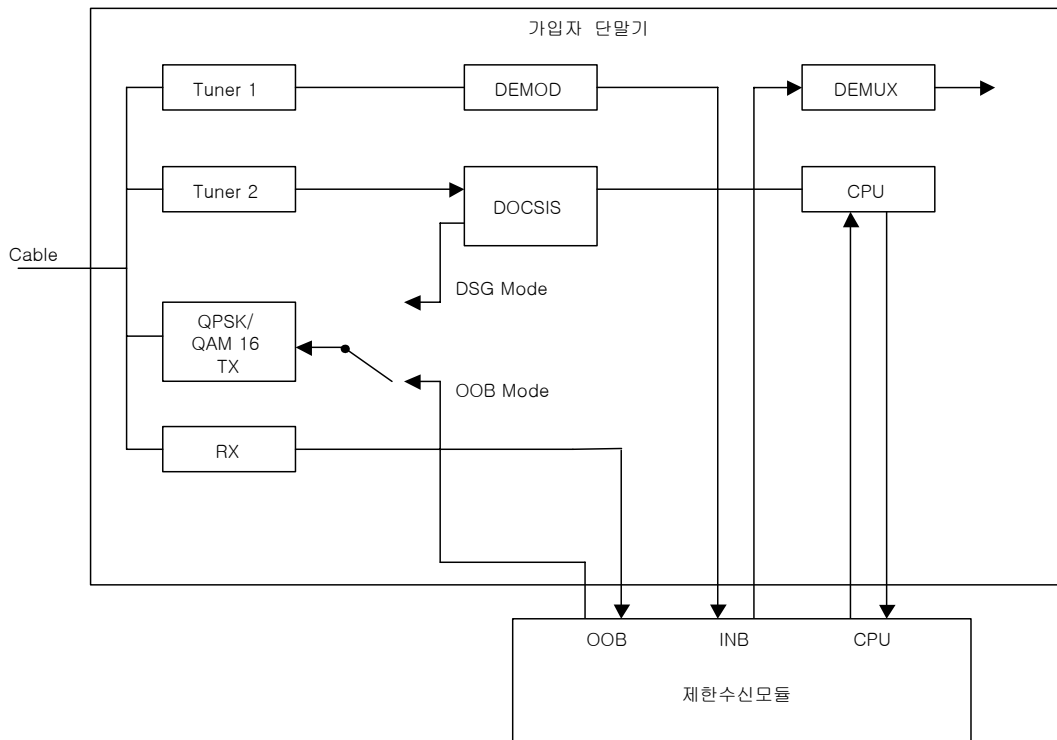 가입자 단말기
Tuner 1
DEMOD
DEMUX
Tuner 2
DOCSIS
CPU
Cable
DSG Mode
QPSK/
QAM 16
TX
OOB Mode
RX
OOB
INB
CPU
제한수신모듈